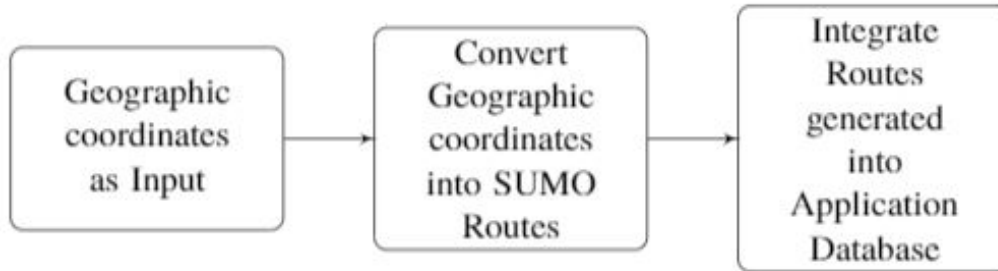 Geographic
coordinates
as Input
Convert
Geographic
coordinates
into SUMO
Routes
Integrate
Routes
generated
into
Application
Database